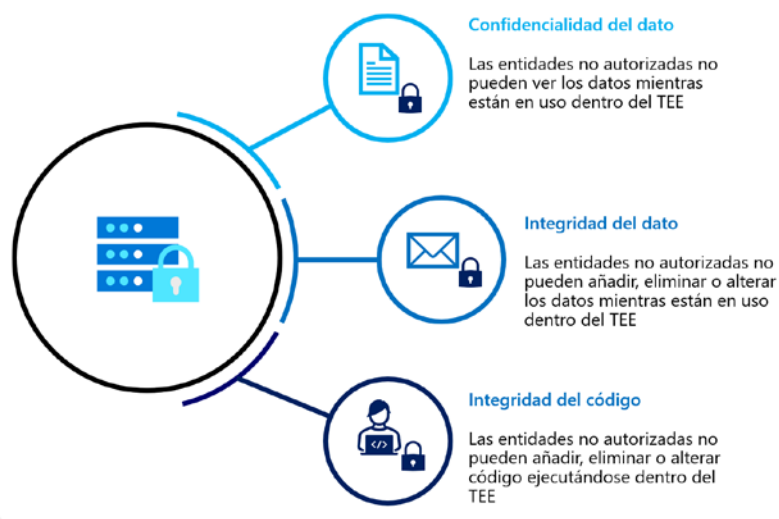 Confidencialidad del dato
Las entidades no autorizadas no
pueden ver los datos mientras
están en uso dentro del TEE
Integridad del dato
Las entidades no autorizadas no
pueden añadir, eliminar o alterar
los datos mientras están en uso
dentro del TEE
</>
Integridad del código
Las entidades no autorizadas no
pueden añadir, eliminar o alterar
código ejecutándose dentro del
TEE